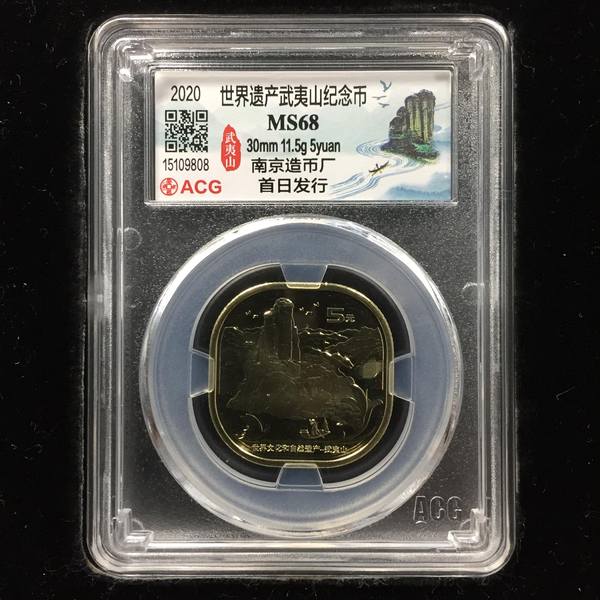 2020
世界遗产武夷山纪念币
MS68
30mm 11.5g 5yuan
南京造币厂
首日发行
15109808
ACG
武夷山
5元
世界文化和自然遗产-武夷山
ACG